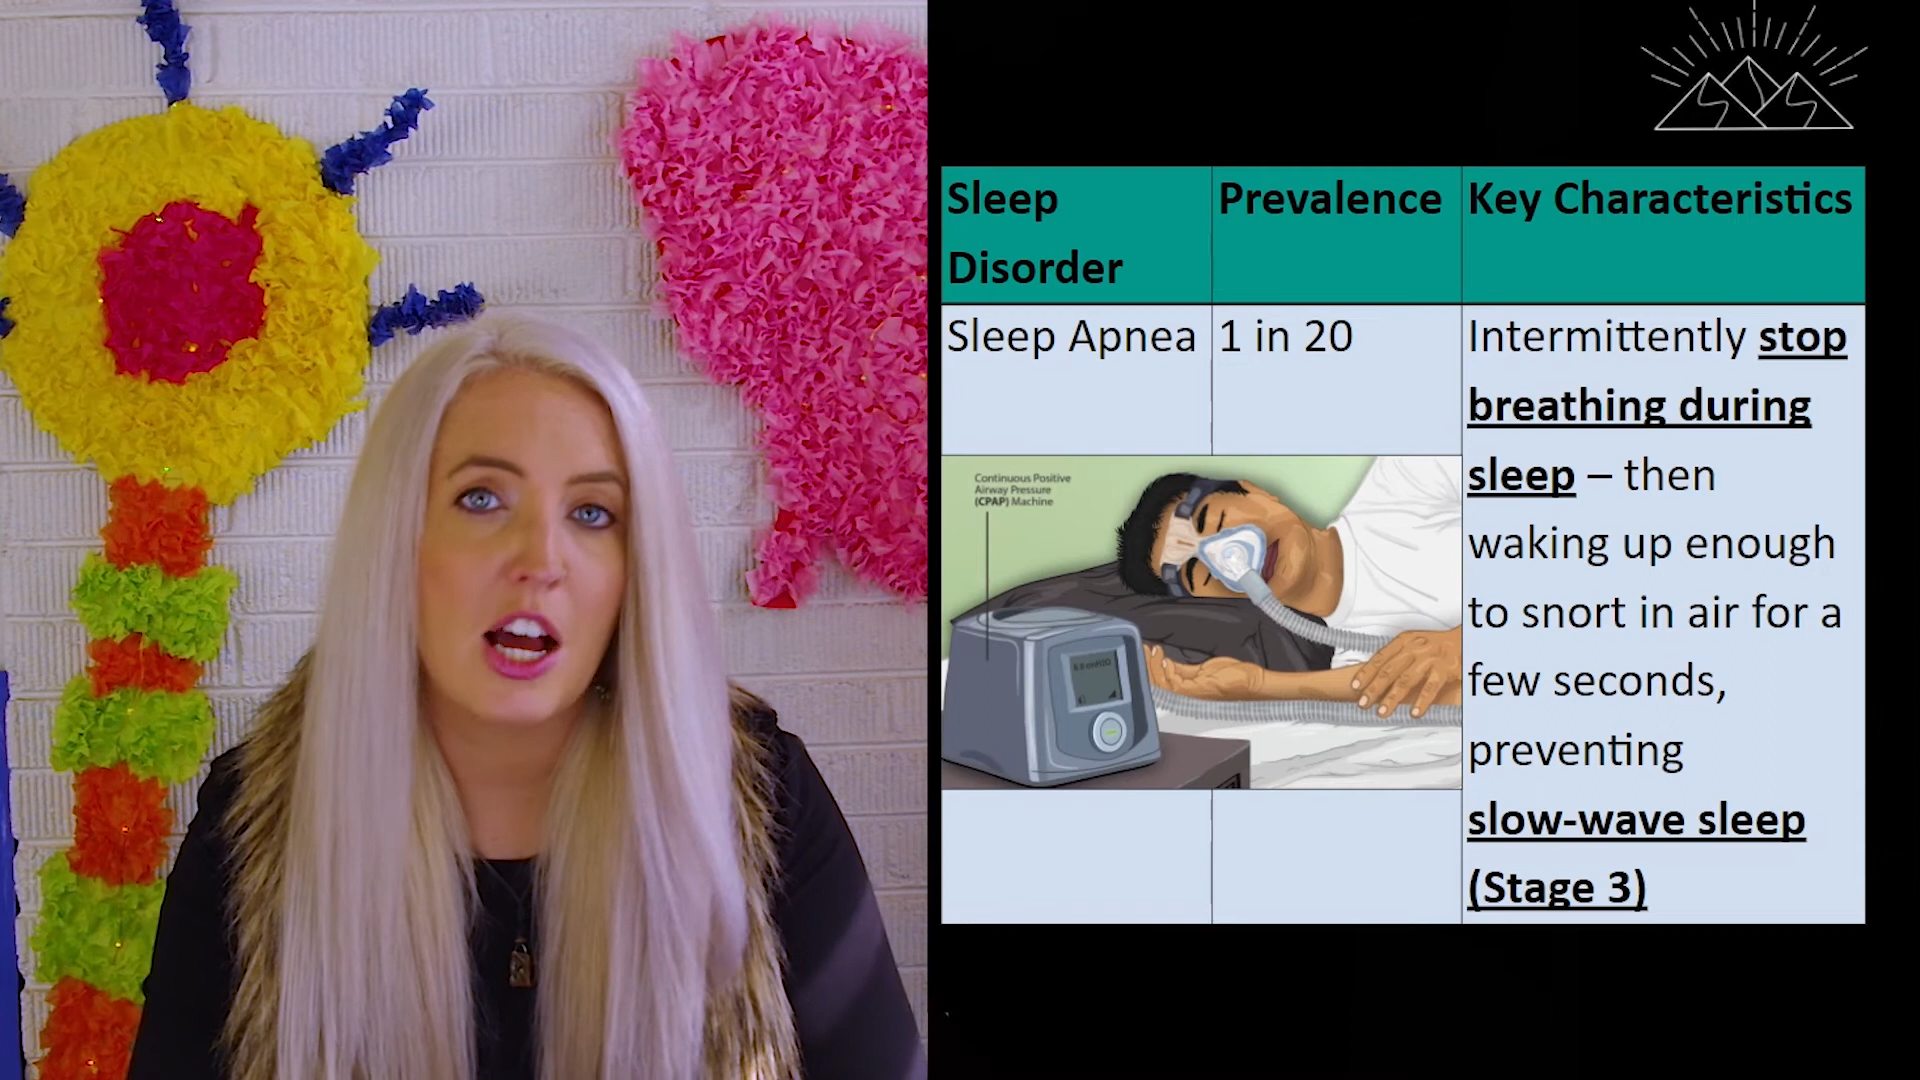 Sleep
Disorder
Prevalence
Key Characteristics
Sleep Apnea
1 in 20
Intermittently stop
breathing during
sleep – then
waking up enough
to snort in air for a
few seconds,
preventing
slow-wave sleep
(Stage 3)
Continuous Positive
Airway Pressure
(CPAP) Machine